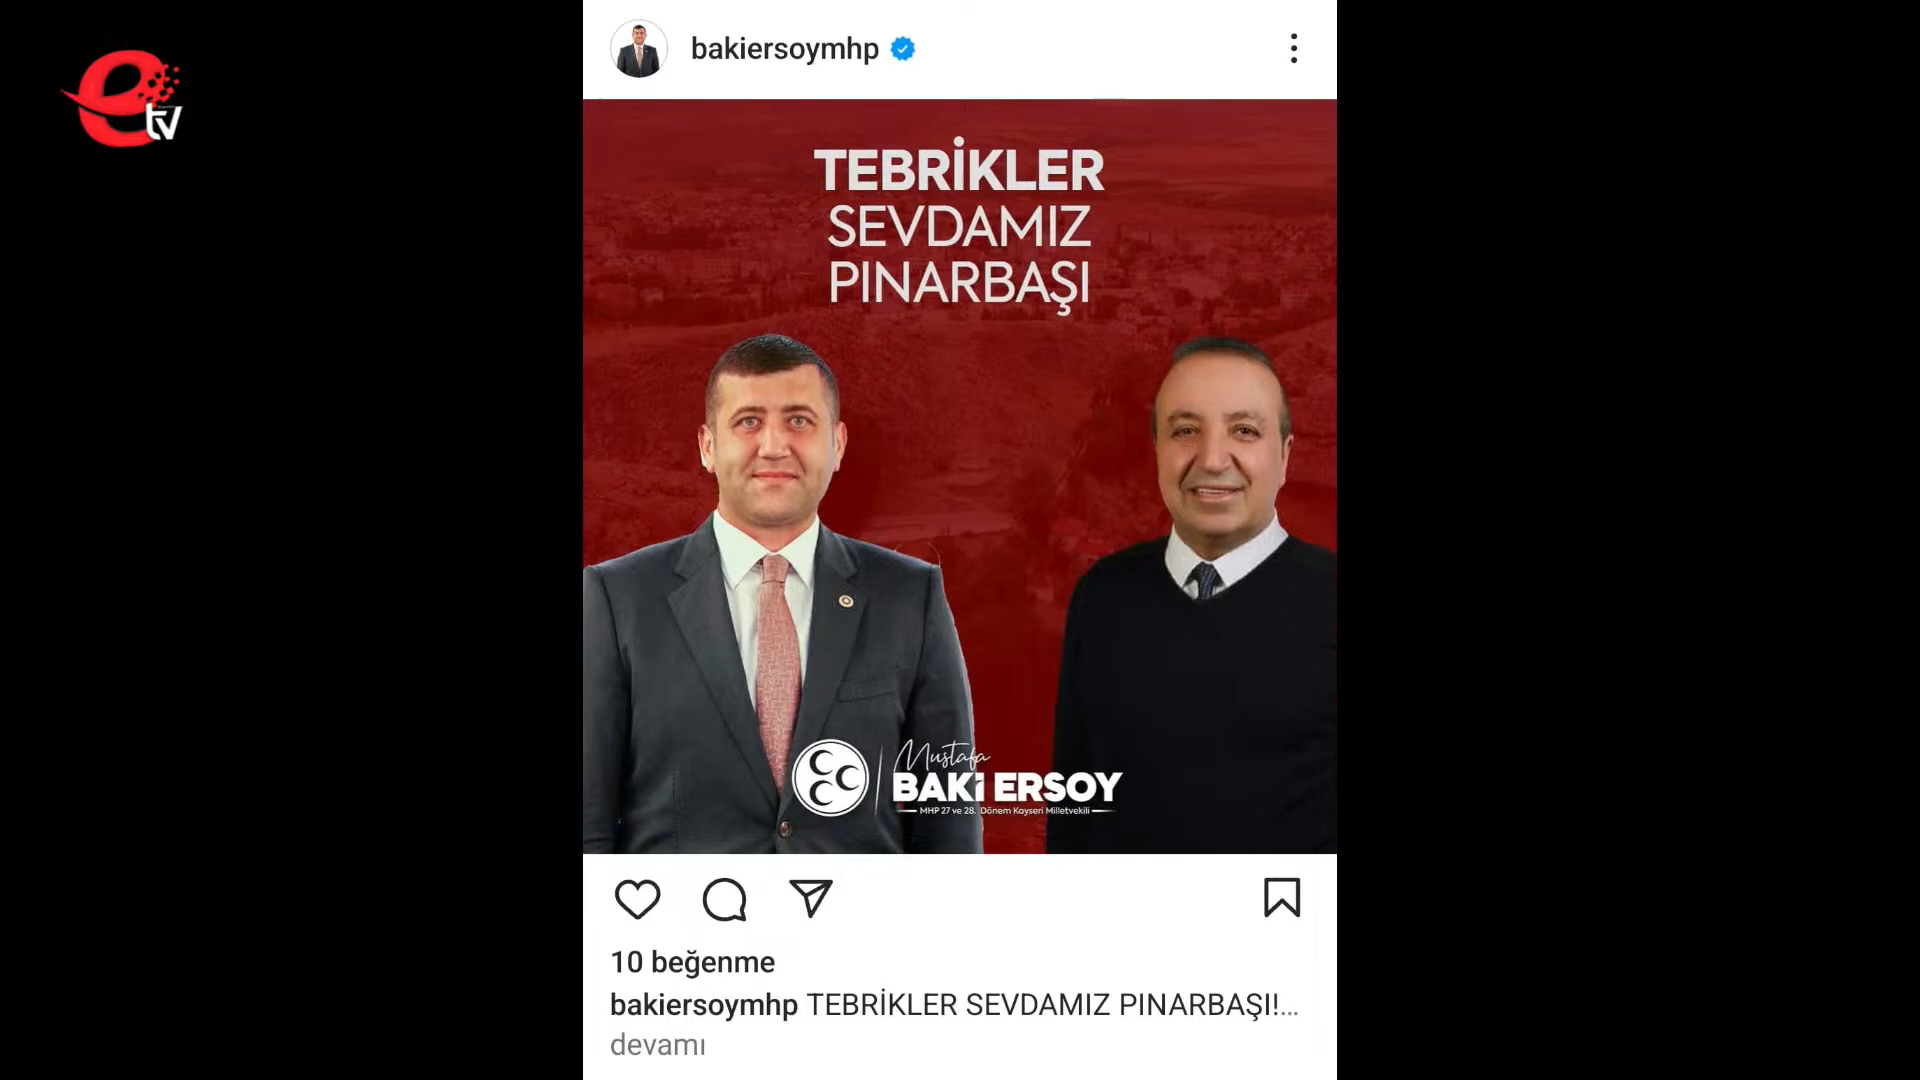 etv
bakiersoymhp
TEBRİKLER
SEVDAMIZ
PINARBAŞI
Mustafa
BAKİ ERSOY
MHP 27 ve 28. Dönem Kayseri Milletvekili
10 beğenme
bakiersoymhp TEBRİKLER SEVDAMIZ PINARBAŞI!...
devamı